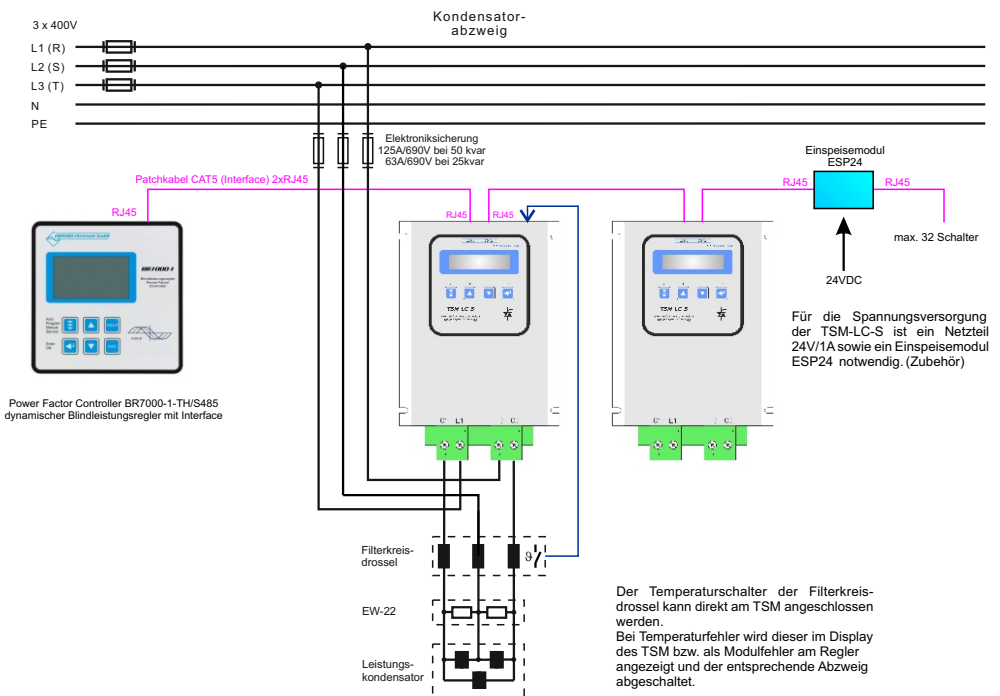 Kondensator-
abzweig
3 x 400V
L1 (R)
L2 (S)
L3 (T)
N
PE
Elektroniksicherung
125A/690V bei 50 kvar
63A/690V bei 25kvar
Patchkabel CAT5 (Interface) 2xRJ45
RJ45
RJ45
RJ45
Einspeisemodul
ESP24
RJ45
RJ45
max. 32 Schalter
24VDC
BR7000-I
Blindleistungsregler
Power Factor
Controller
TSM LC S
TSM LC S
Für die Spannungsversorgung
der TSM-LC-S ist ein Netzteil
24V/1A sowie ein Einspeisemodul
ESP24 notwendig. (Zubehör)
Power Factor Controller BR7000-1-TH/S485
dynamischer Blindleistungsregler mit Interface
L1
Filterkreis-
drossel
ϑ
EW-22
Leistungs-
kondensator
Der Temperaturschalter der Filterkreis-
drossel kann direkt am TSM angeschlossen
werden.
Bei Temperaturfehler wird dieser im Display
des TSM bzw. als Modulfehler am Regler
angezeigt und der entsprechende Abzweig
abgeschaltet.